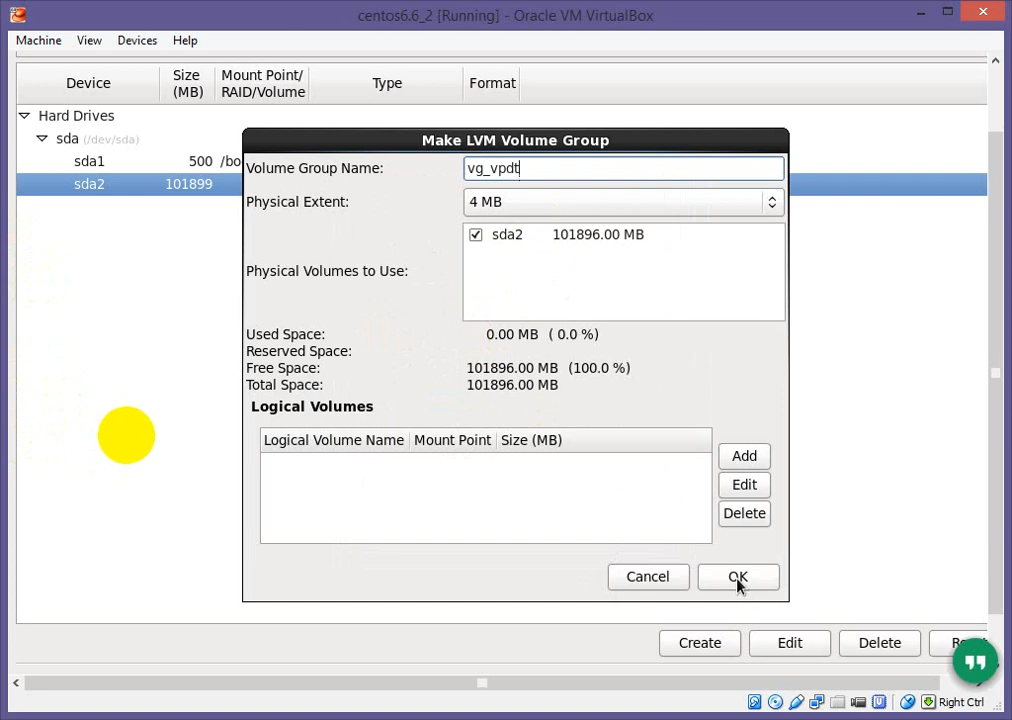 centos6.6_2 [Running] - Oracle VM VirtualBox
Machine View Devices Help
Device Size (MB) Mount Point/ RAID/Volume Type Format
Hard Drives
sda (/dev/sda)
sda1 500 /bo
sda2 101899
Make LVM Volume Group
Volume Group Name: vg_vpdt
Physical Extent: 4 MB
sda2 101896.00 MB
Physical Volumes to Use:
Used Space: 0.00 MB ( 0.0 %)
Reserved Space:
Free Space: 101896.00 MB (100.0 %)
Total Space: 101896.00 MB
Logical Volumes
Logical Volume Name Mount Point Size (MB)
Add
Edit
Delete
Cancel OK
Create Edit Delete
Right Ctrl